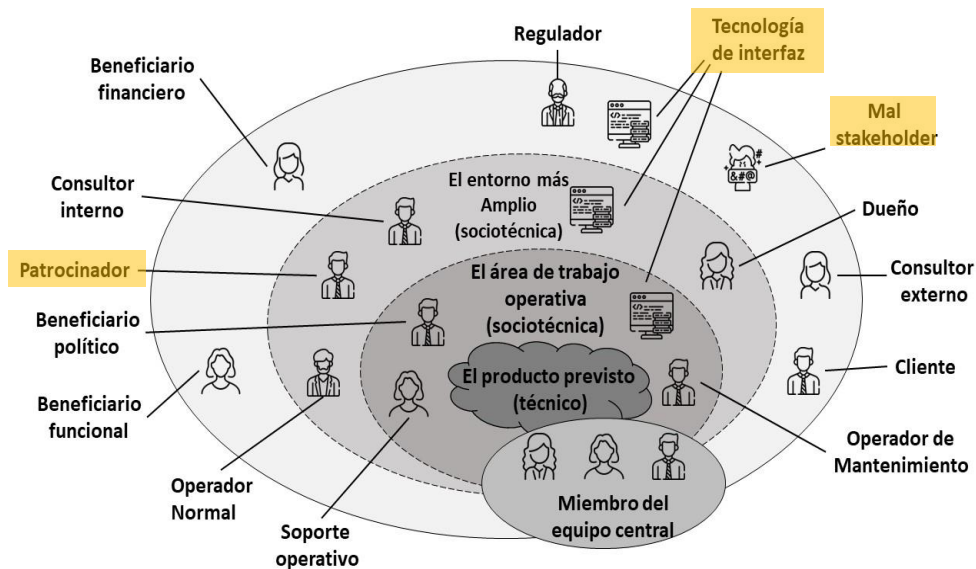 Regulador
Tecnología
de interfaz
Beneficiario
financiero
Mal
stakeholder
#
&#@
Consultor
interno
El entorno más
Amplio
(sociotécnica)
Dueño
Patrocinador
El área de trabajo
operativa
(sociotécnica)
Consultor
externo
Beneficiario
político
El producto previsto
(técnico)
Cliente
Beneficiario
funcional
Operador de
Mantenimiento
Operador
Normal
Miembro del
equipo central
Soporte
operativo